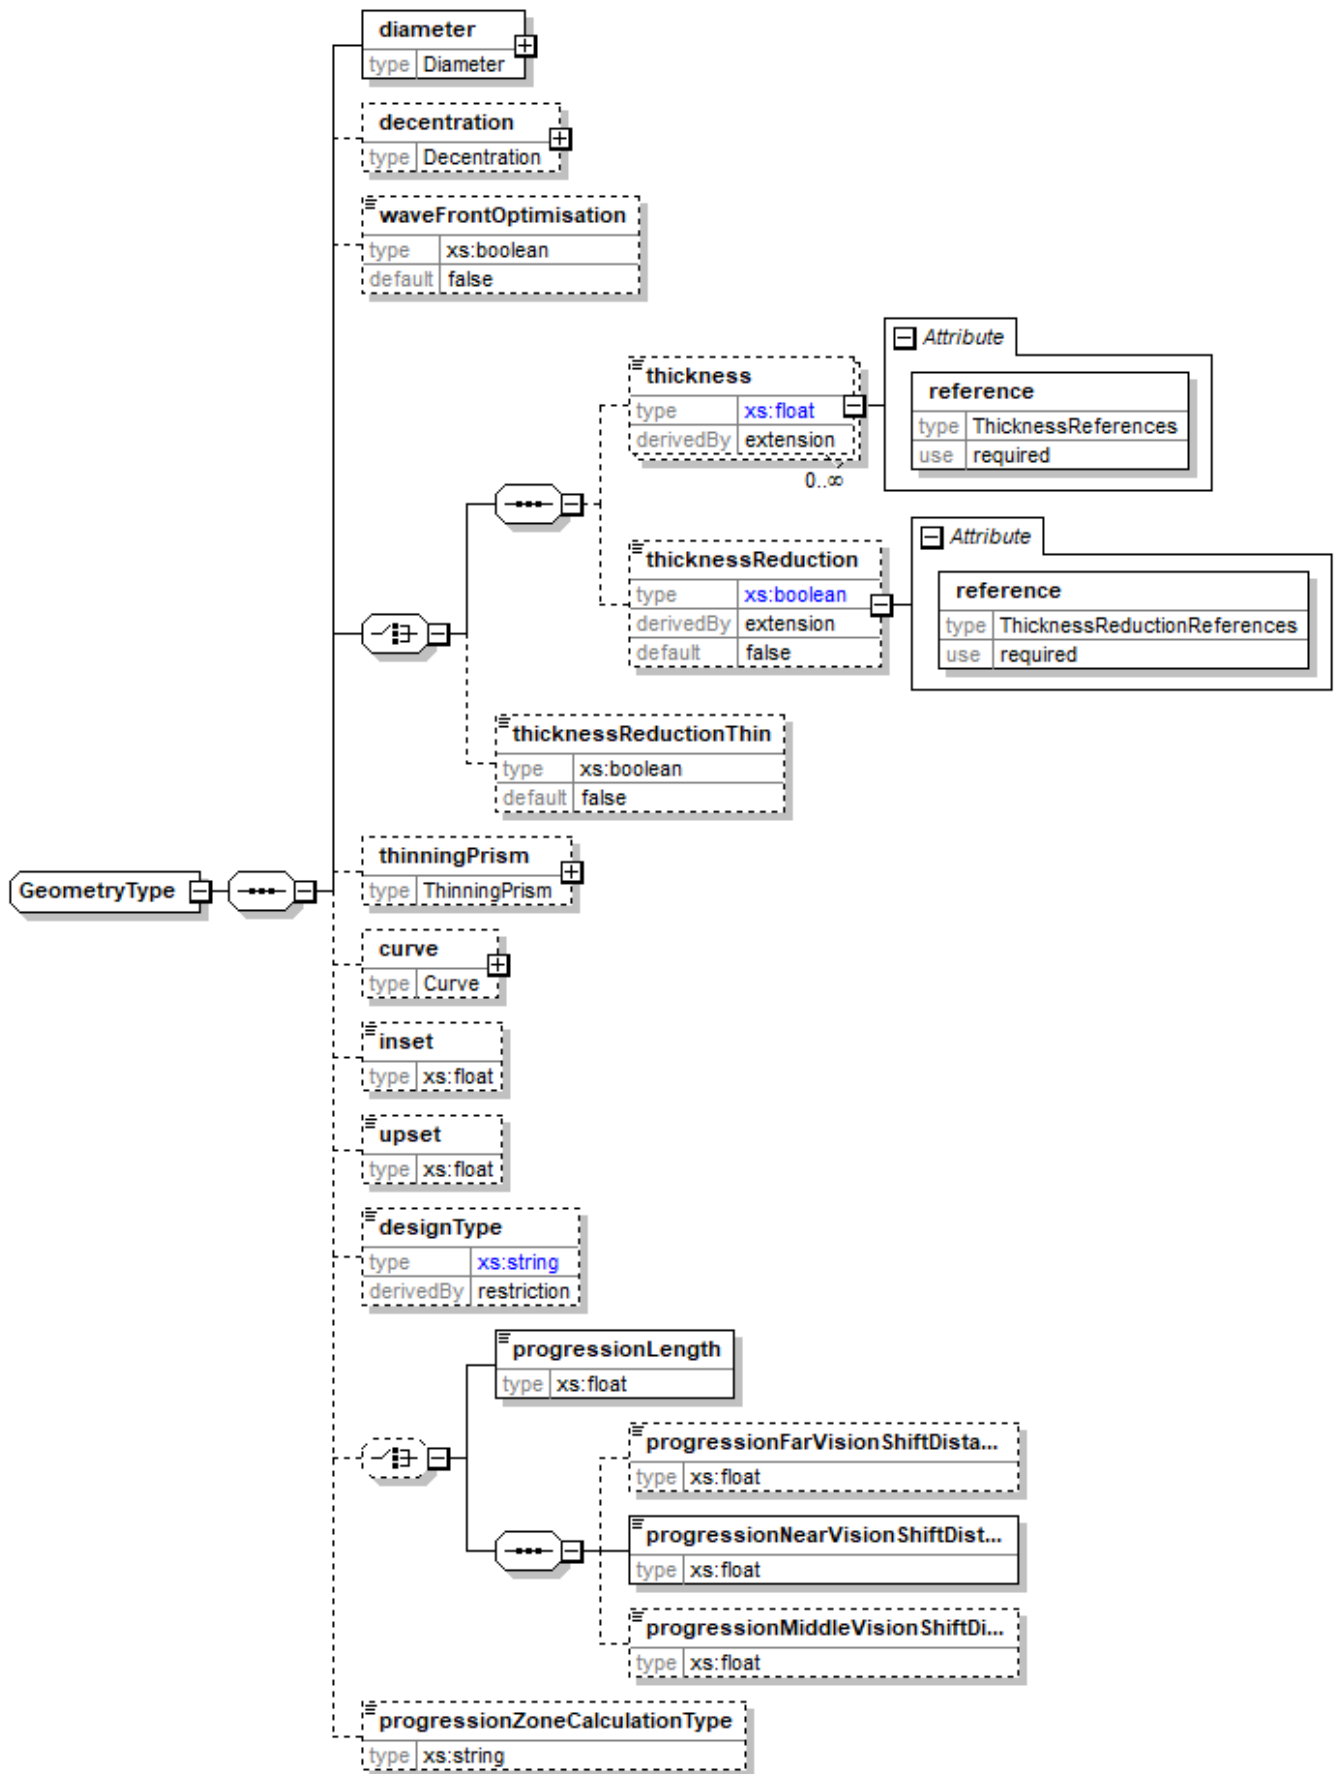 diameter
type Diameter
decentration
type Decentration
waveFrontOptimisation
type xs:boolean
default false
Attribute
thickness
type xs:float
derivedBy extension
0..∞
reference
type ThicknessReferences
use required
Attribute
thicknessReduction
type xs:boolean
derivedBy extension
default false
reference
type ThicknessReductionReferences
use required
thicknessReductionThin
type xs:boolean
default false
thinningPrism
type ThinningPrism
GeometryType
curve
type Curve
inset
type xs:float
upset
type xs:float
designType
type xs:string
derivedBy restriction
progressionLength
type xs:float
progressionFarVisionShiftDista...
type xs:float
progressionNearVisionShiftDist...
type xs:float
progressionMiddleVisionShiftDi...
type xs:float
progressionZoneCalculationType
type xs:string